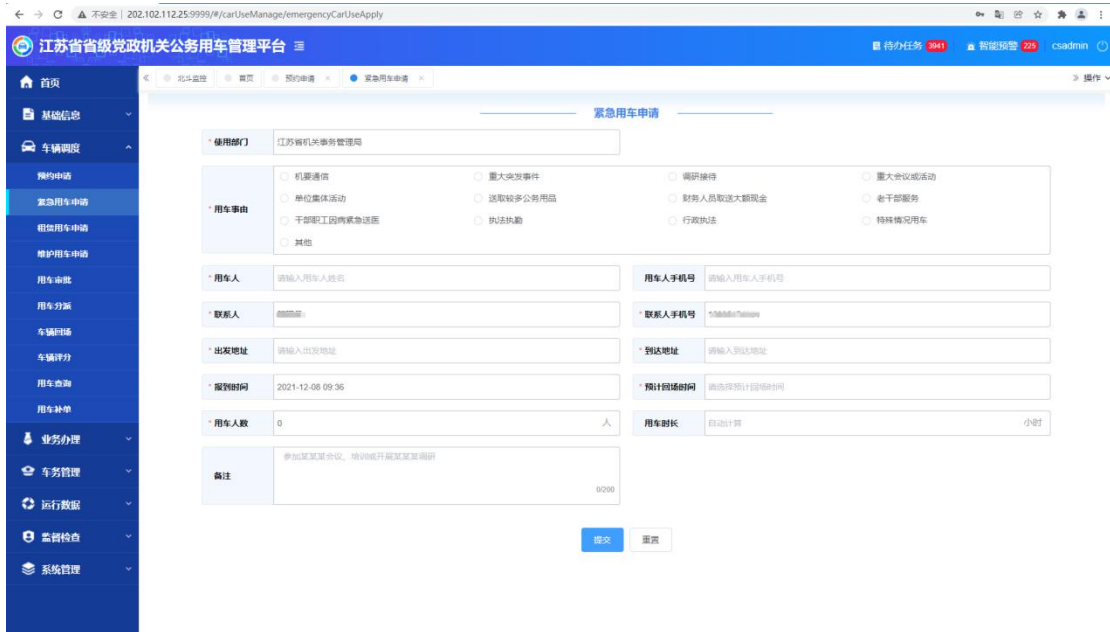 不安全 | 202.102.112.25:9999/#/carUseManage/emergencyCarUseApply
江苏省省级党政机关公务用车管理平台
待办任务 3941 智能预警 225 csadmin
首页
基础信息
车辆调度
预约申请
紧急用车申请
租赁用车申请
维护用车申请
用车审批
用车分派
车辆回场
车辆评分
用车查询
用车补单
业务办理
车务管理
运行数据
监督检查
系统管理
北斗监控 首页 预约申请 × 紧急用车申请 × 操作
紧急用车申请
* 使用部门 江苏省机关事务管理局
* 用车事由
机要通信 重大突发事件 调研接待 重大会议或活动
单位集体活动 送取较多公务用品 财务人员取送大额现金 老干部服务
干部职工因病紧急送医 执法执勤 行政执法 特殊情况用车
其他
* 用车人 请输入用车人姓名 用车人手机号 请输入用车人手机号
* 联系人 * 联系人手机号
* 出发地址 请输入出发地址 * 到达地址 请输入到达地址
* 报到时间 2021-12-08 09:36 * 预计回场时间 请选择预计回场时间
* 用车人数 0 人 用车时长 自动计算 小时
备注 参加某某某会议、培训或开展某某某调研
0/200
提交 重置